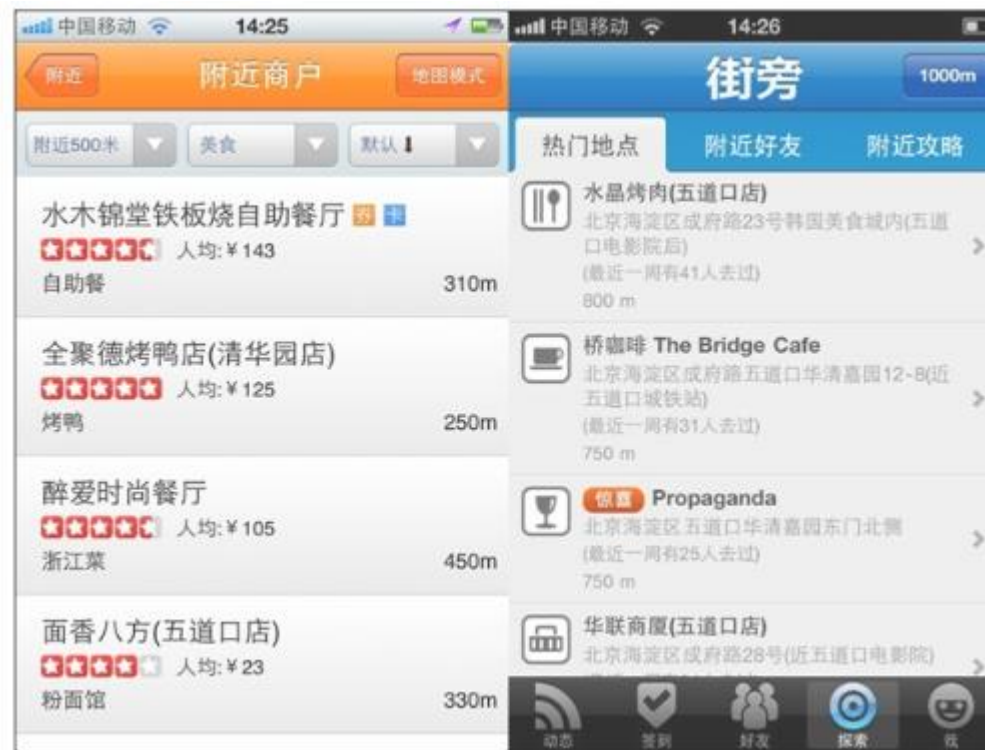 中国移动
14:25
附近
附近商户
地图模式
附近500米
美食
默认
水木锦堂铁板烧自助餐厅
人均:¥143
自助餐
310m
全聚德烤鸭店(清华园店)
人均:¥125
烤鸭
250m
醉爱时尚餐厅
人均:¥105
浙江菜
450m
面香八方(五道口店)
人均:¥23
粉面馆
330m
中国移动
14:26
街旁
1000m
热门地点
附近好友
附近攻略
水晶烤肉(五道口店)
北京海淀区成府路23号韩国美食城内(五道
口电影院后)
(最近一周有41人去过)
800 m
桥咖啡 The Bridge Cafe
北京海淀区成府路五道口华清嘉园12-8(近
五道口城铁站)
(最近一周有31人去过)
750 m
惊喜 Propaganda
北京海淀区五道口华清嘉园东门北侧
(最近一周有25人去过)
750 m
华联商厦(五道口店)
北京海淀区成府路28号(近五道口电影院)
动态
签到
好友
探索
我